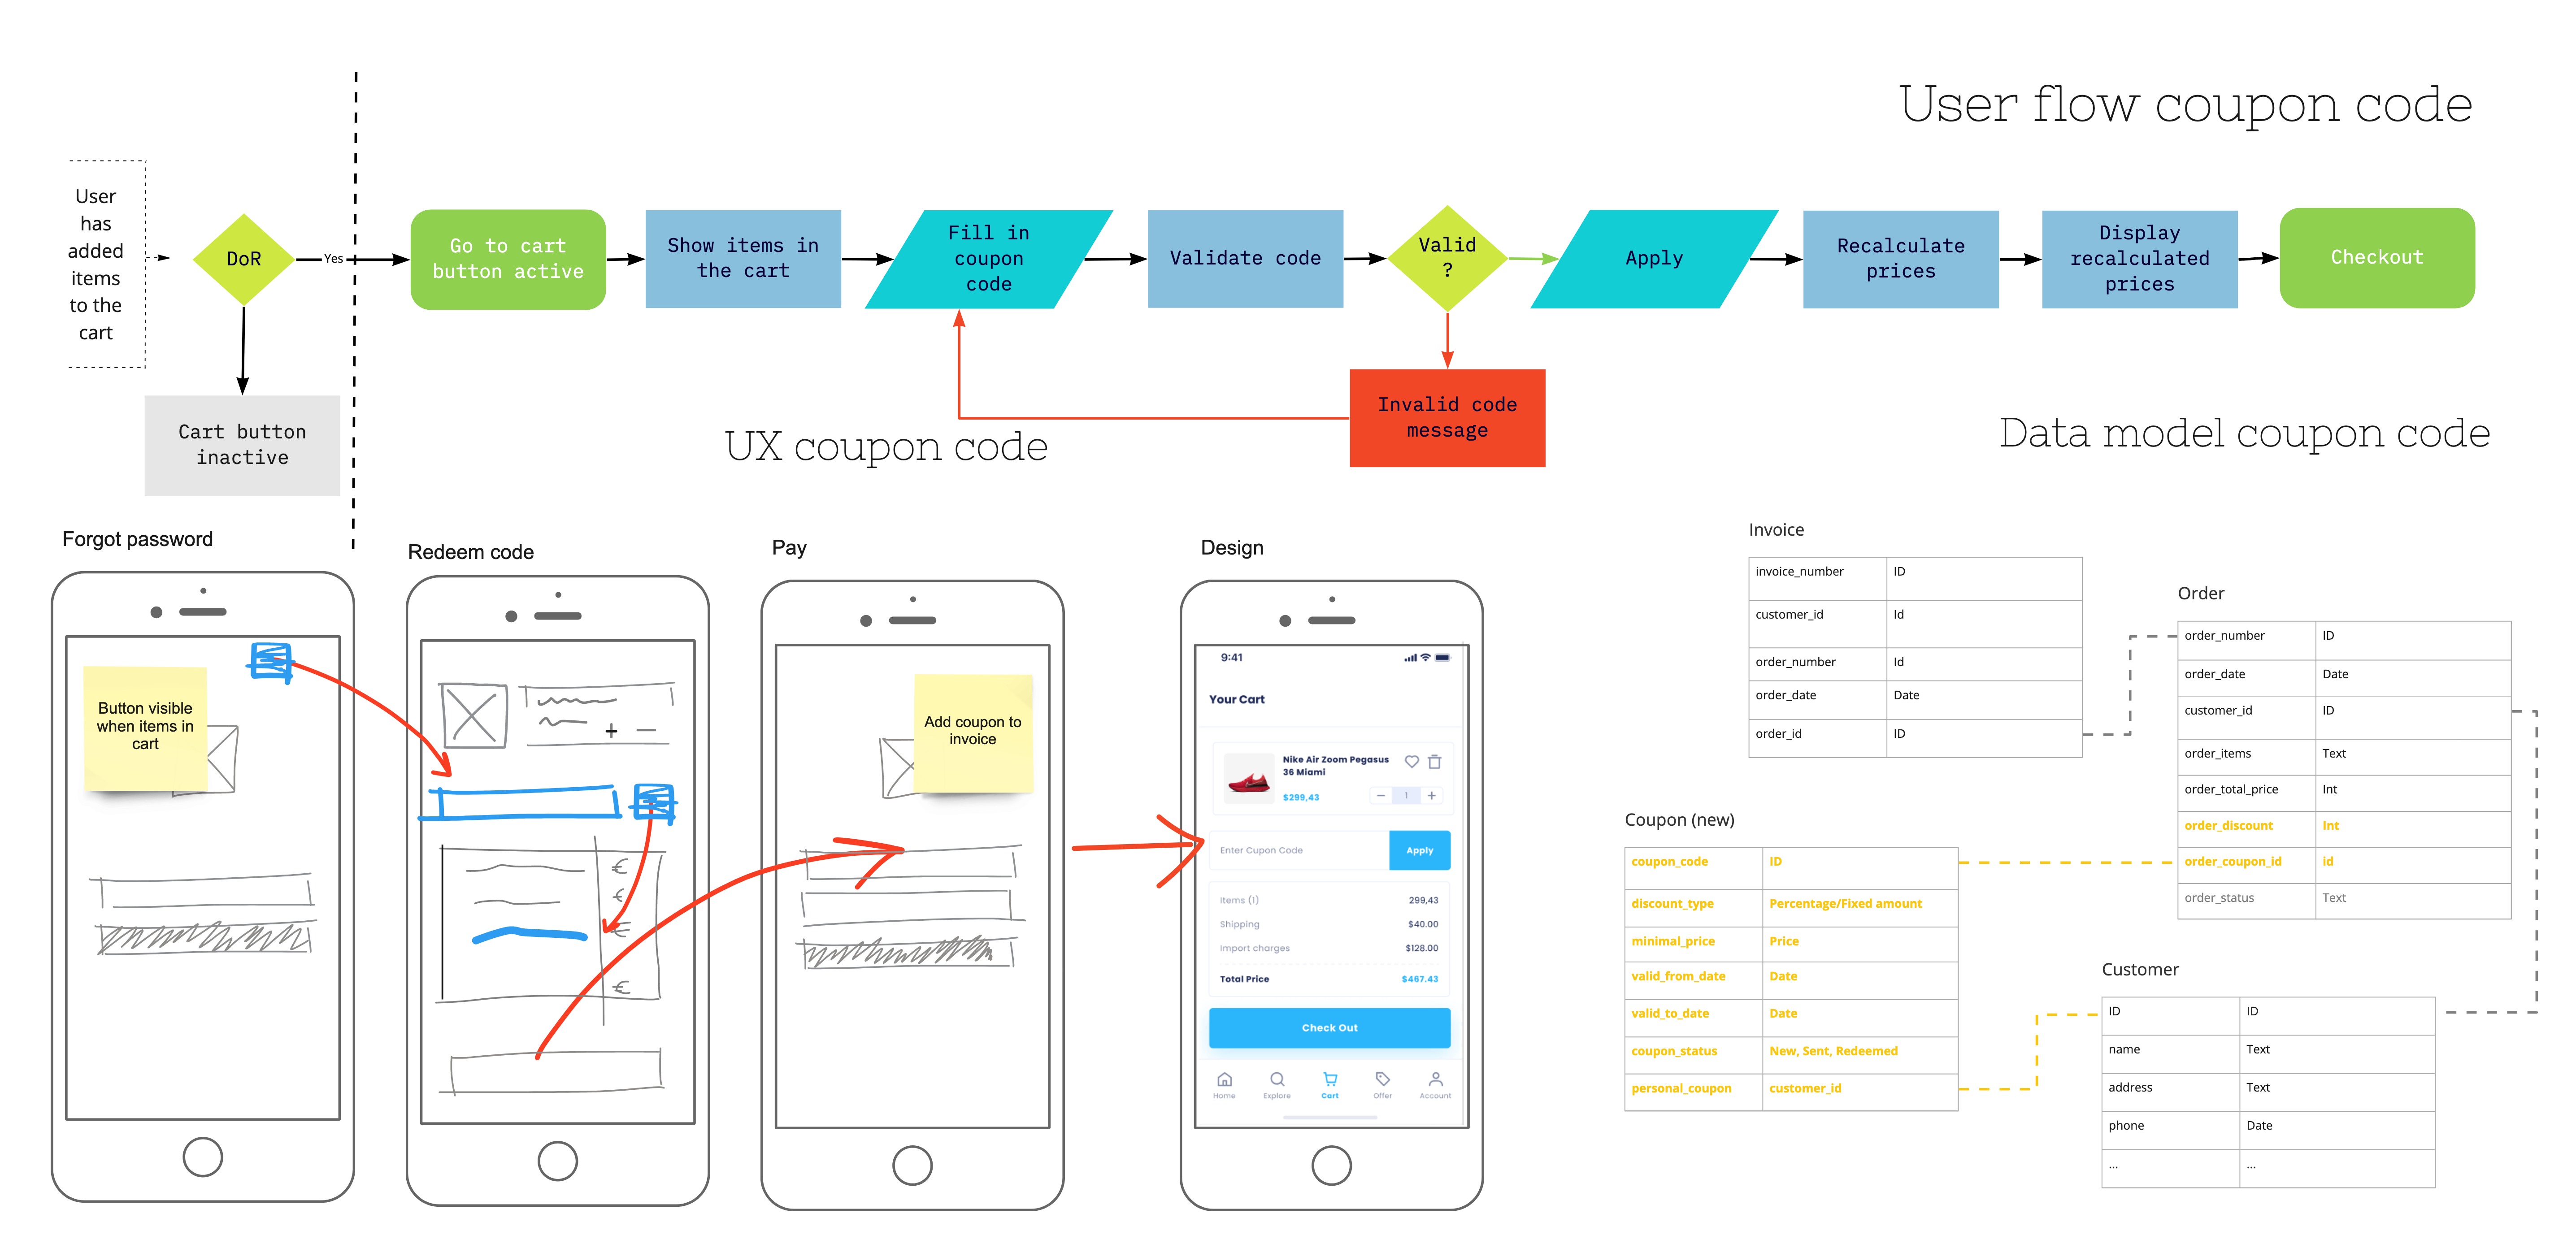 User flow coupon code
User
has
added
items
to the
cart
DoR
Yes
Go to cart
button active
Show items in
the cart
Fill in
coupon
code
Validate code
Valid
?
Apply
Recalculate
prices
Display
recalculated
prices
Checkout
Cart button
inactive
Invalid code
message
UX coupon code
Data model coupon code
Forgot password
Button visible
when items in
cart
Redeem code
+ −
€
€
€
€
Pay
Add coupon to
invoice
Design
9:41
Your Cart
Nike Air Zoom Pegasus
36 Miami
$299,43
− 1 +
Enter Cupon Code
Apply
Items (1) 299,43
Shipping $40.00
Import charges $128.00
Total Price $467.43
Check Out
Home Explore Cart Offer Account
Invoice
invoice_number ID
customer_id Id
order_number Id
order_date Date
order_id ID
Order
order_number ID
order_date Date
customer_id ID
order_items Text
order_total_price Int
order_discount Int
order_coupon_id id
order_status Text
Coupon (new)
coupon_code ID
discount_type Percentage/Fixed amount
minimal_price Price
valid_from_date Date
valid_to_date Date
coupon_status New, Sent, Redeemed
personal_coupon customer_id
Customer
ID ID
name Text
address Text
phone Date
... ...